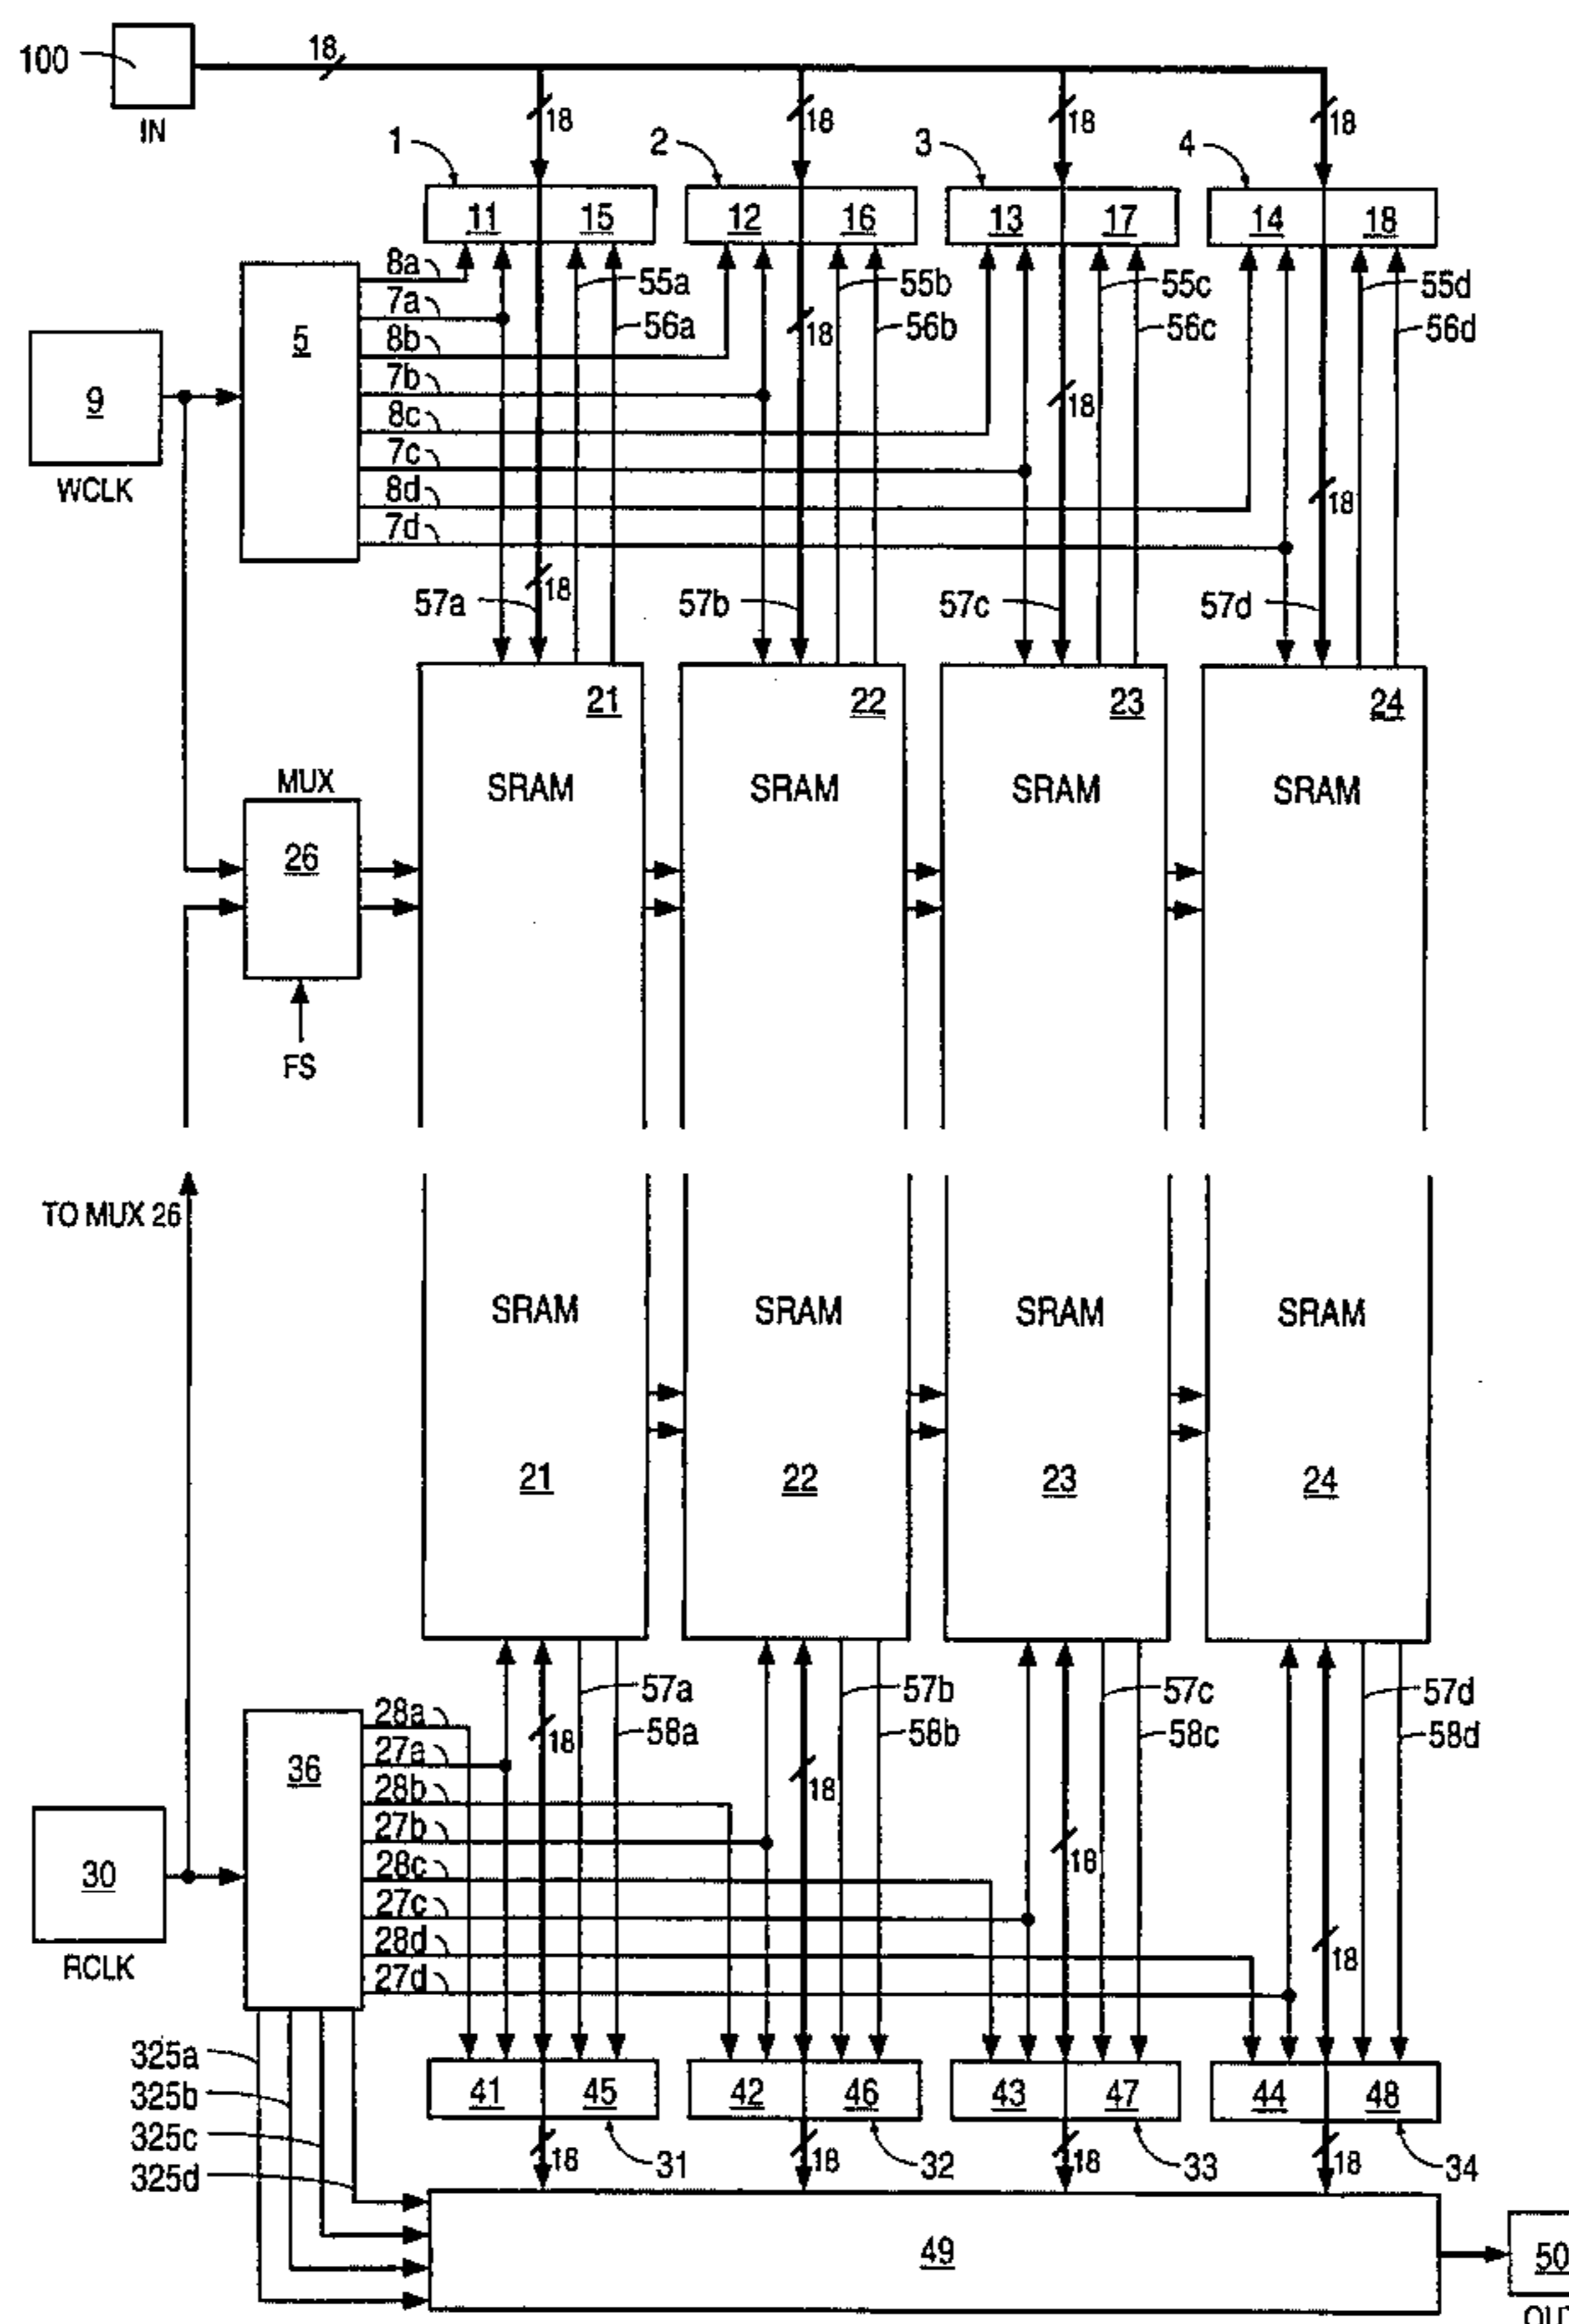 100
18
IN
18 18 18 18
1 2 3 4
11 15 12 16 13 17 14 18
8a
7a
8b
7b
8c
7c
8d
7d
5
9
WCLK
55a 55b 55c 55d
56a 56b 56c 56d
18
18
18
18
57a 57b 57c 57d
21 22 23 24
MUX
SRAM SRAM SRAM SRAM
26
FS
TO MUX 26
SRAM SRAM SRAM SRAM
21 22 23 24
57a 57b 57c 57d
58a 58b 58c 58d
28a
27a
28b
27b
28c
27c
28d
27d
36
18
18
18
18
30
RCLK
325a
325b
325c
325d
41 45 42 46 43 47 44 48
18 31 18 32 18 33 18 34
49
50